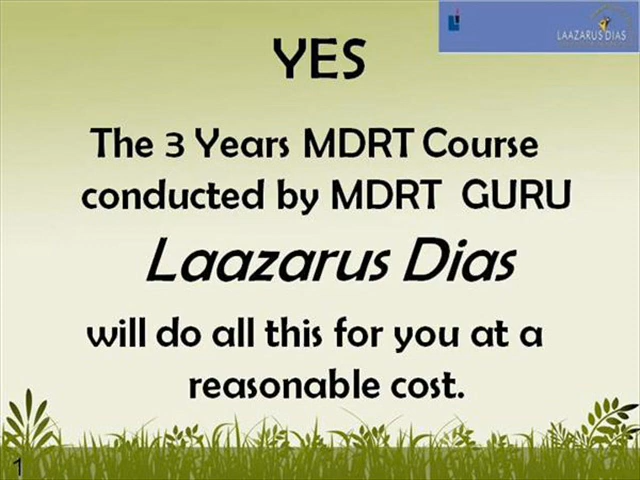 LAAZARUS DIAS
YES
The 3 Years MDRT Course
conducted by MDRT GURU
Laazarus Dias
will do all this for you at a
reasonable cost.
1